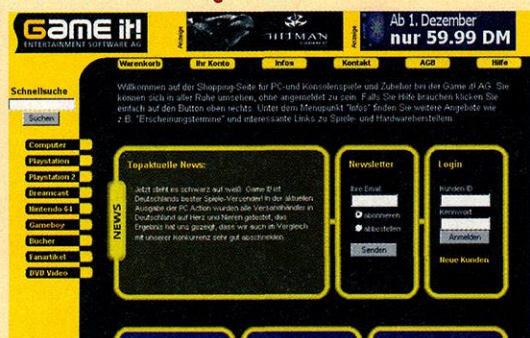 GAME it!
ENTERTAINMENT SOFTWARE AG
Anzeige
HITMAN
Anzeige
Ab 1. Dezember
nur 59.99 DM
Warenkorb
Ihr Konto
Infos
Kontakt
AGB
Hilfe
Schnellsuche
Suchen
Willkommen auf der Shopping-Seite für PC-und Konsolenspiele und Zubehör bei der Game it! AG. Sie
können sich in aller Ruhe umsehen, ohne angemeldet zu sein. Falls Sie Hilfe brauchen klicken Sie
einfach auf den Button oben rechts. Unter dem Menupunkt "Infos" finden Sie weitere Angebote wie
z.B. "Erscheinungstermine" und interessante Links zu Spiele- und Hardwareherstellern.
Computer
Playstation
Playstation 2
Dreamcast
Nintendo 64
Gameboy
Bücher
Fanartikel
DVD Video
NEWS
Topaktuelle News:
Jetzt steht es schwarz auf weiß. Game It! ist
Deutschlands bester Spiele-Versender! In der aktuellen
Ausgabe der PC Action wurden alle Versandhändler in
Deutschland auf Herz und Nieren getestet, das
Ergebnis hat uns gezeigt, dass wir auch im Vergleich
mit unserer Konkurrenz sehr gut abschneiden.
Newsletter
Ihre Email
abonnieren
abbestellen
Senden
Login
Kunden ID
Kennwort
Anmelden
Neue Kunden